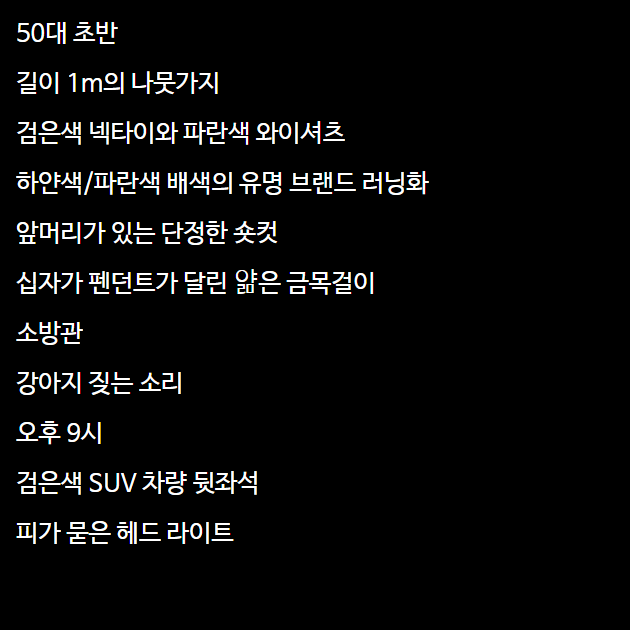 50대 초반
길이 1m의 나뭇가지
검은색 넥타이와 파란색 와이셔츠
하얀색/파란색 배색의 유명 브랜드 러닝화
앞머리가 있는 단정한 숏컷
십자가 펜던트가 달린 얇은 금목걸이
소방관
강아지 짖는 소리
오후 9시
검은색 SUV 차량 뒷좌석
피가 묻은 헤드 라이트